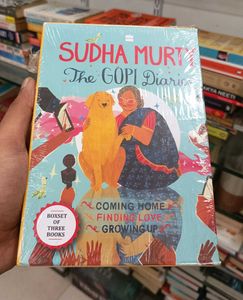 SUDHA MURTY
The GOPI Diaries
COMING HOME
FINDING LOVE
GROWING UP
BOXSET OF
THREE
BOOKS